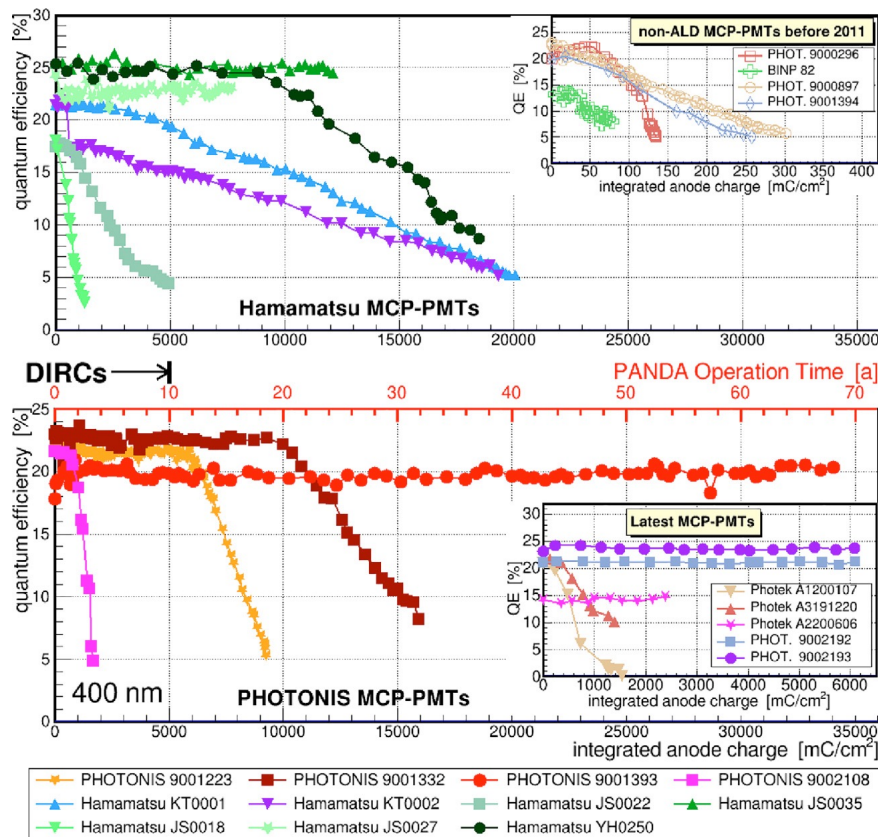 quantum efficiency [%]
30
25
20
15
10
5
0
0
5000
10000
15000
20000
25000
30000
35000
Hamamatsu MCP-PMTs
non-ALD MCP-PMTs before 2011
QE [%]
30
25
20
15
10
5
0
PHOT. 9000296
BINP 82
PHOT. 9000897
PHOT. 9001394
0
50
100
150
200
250
300
350
400
integrated anode charge [mC/cm²]
DIRCs
PANDA Operation Time [a]
0
10
20
30
40
50
60
70
quantum efficiency [%]
25
20
15
10
5
0
400 nm
PHOTONIS MCP-PMTs
Latest MCP-PMTs
QE [%]
30
25
20
15
10
5
0
Photek A1200107
Photek A3191220
Photek A2200606
PHOT. 9002192
PHOT. 9002193
0
1000
2000
3000
4000
5000
6000
integrated anode charge [mC/cm²]
0
5000
10000
15000
20000
25000
30000
35000
integrated anode charge [mC/cm²]
PHOTONIS 9001223 PHOTONIS 9001332 PHOTONIS 9001393 PHOTONIS 9002108
Hamamatsu KT0001 Hamamatsu KT0002 Hamamatsu JS0022 Hamamatsu JS0035
Hamamatsu JS0018 Hamamatsu JS0027 Hamamatsu YH0250